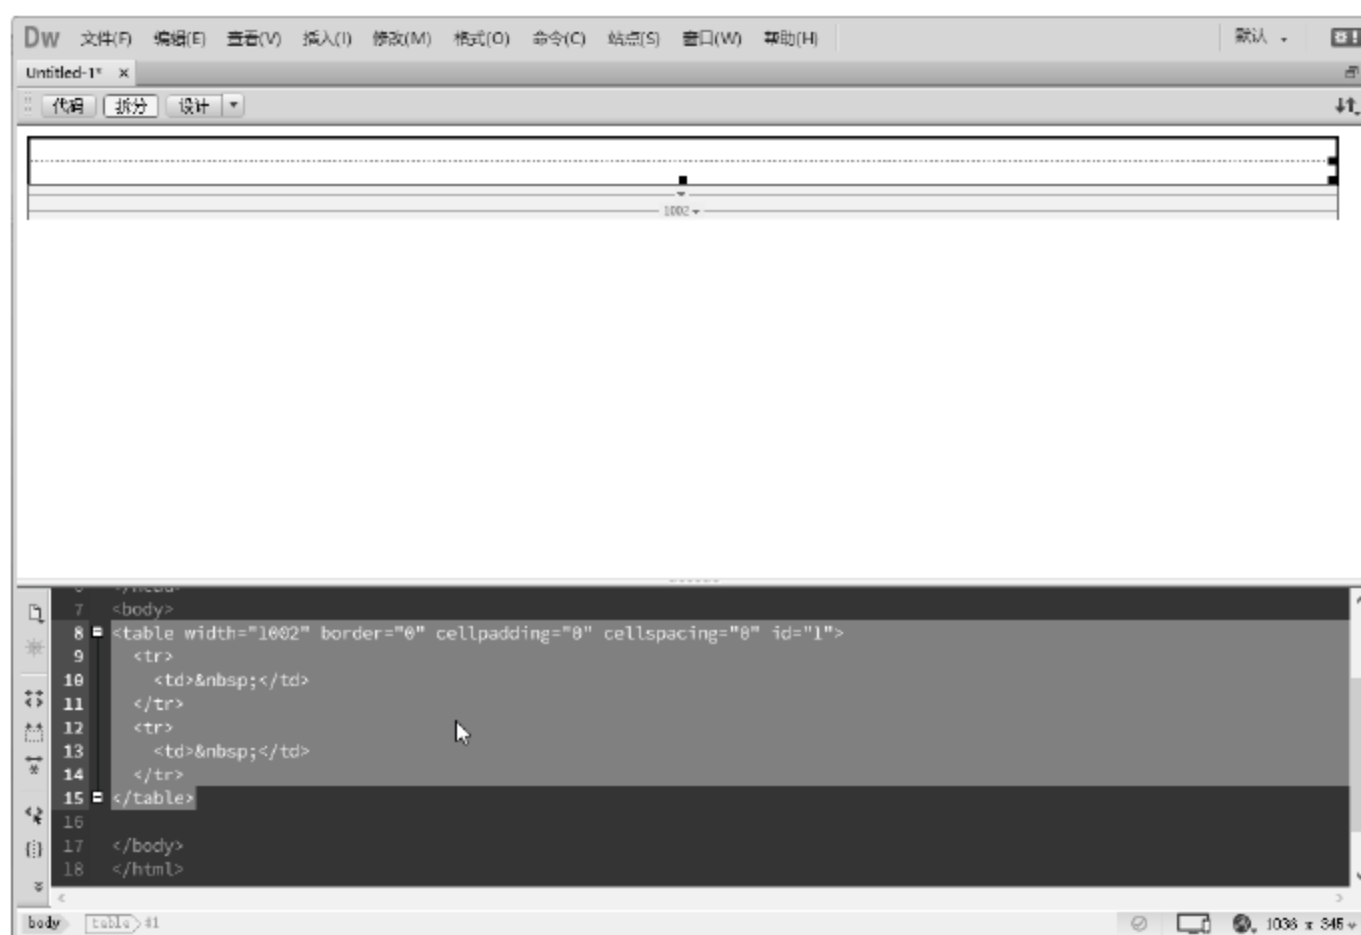 Dw 文件(F) 编辑(E) 查看(V) 插入(I) 修改(M) 格式(O) 命令(C) 站点(S) 窗口(W) 帮助(H) 默认
Untitled-1* ×
代码 拆分 设计
1002
7 <body>
8 <table width="1002" border="0" cellpadding="0" cellspacing="0" id="1">
9 <tr>
10 <td>&nbsp;</td>
11 </tr>
12 <tr>
13 <td>&nbsp;</td>
14 </tr>
15 </table>
16
17 </body>
18 </html>
body table #1 1036 x 345